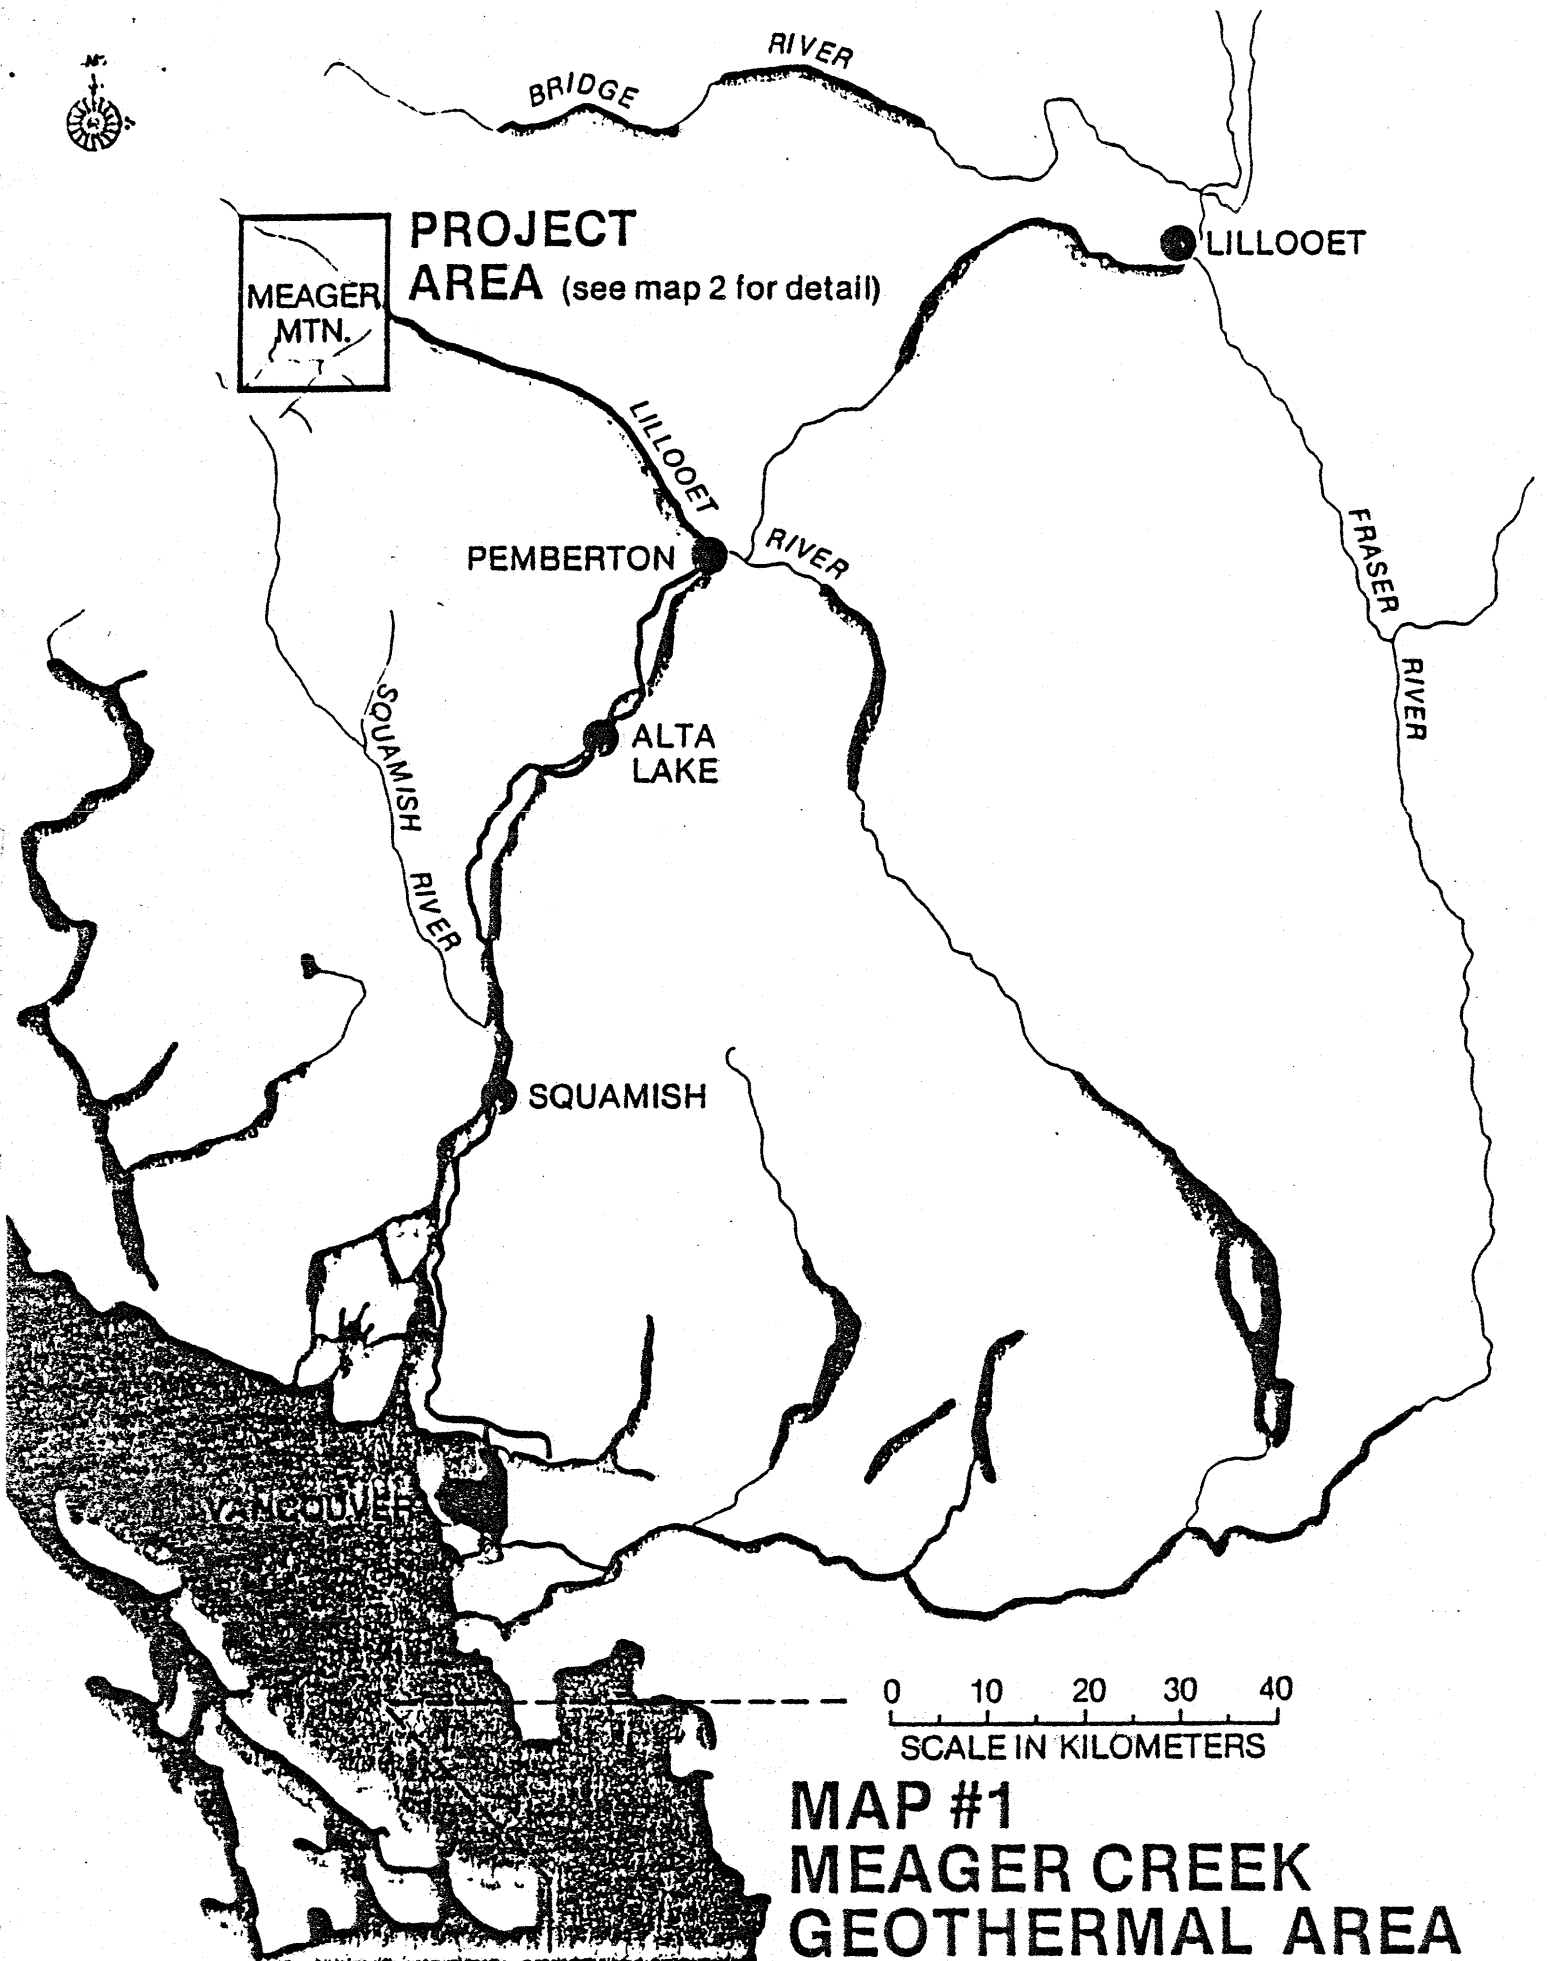 N
BRIDGE RIVER
PROJECT
AREA (see map 2 for detail)
MEAGER
MTN.
LILLOOET
LILLOOET RIVER
PEMBERTON
FRASER RIVER
SQUAMISH RIVER
ALTA
LAKE
SQUAMISH
VANCOUVER
0 10 20 30 40
SCALE IN KILOMETERS
MAP #1
MEAGER CREEK
GEOTHERMAL AREA